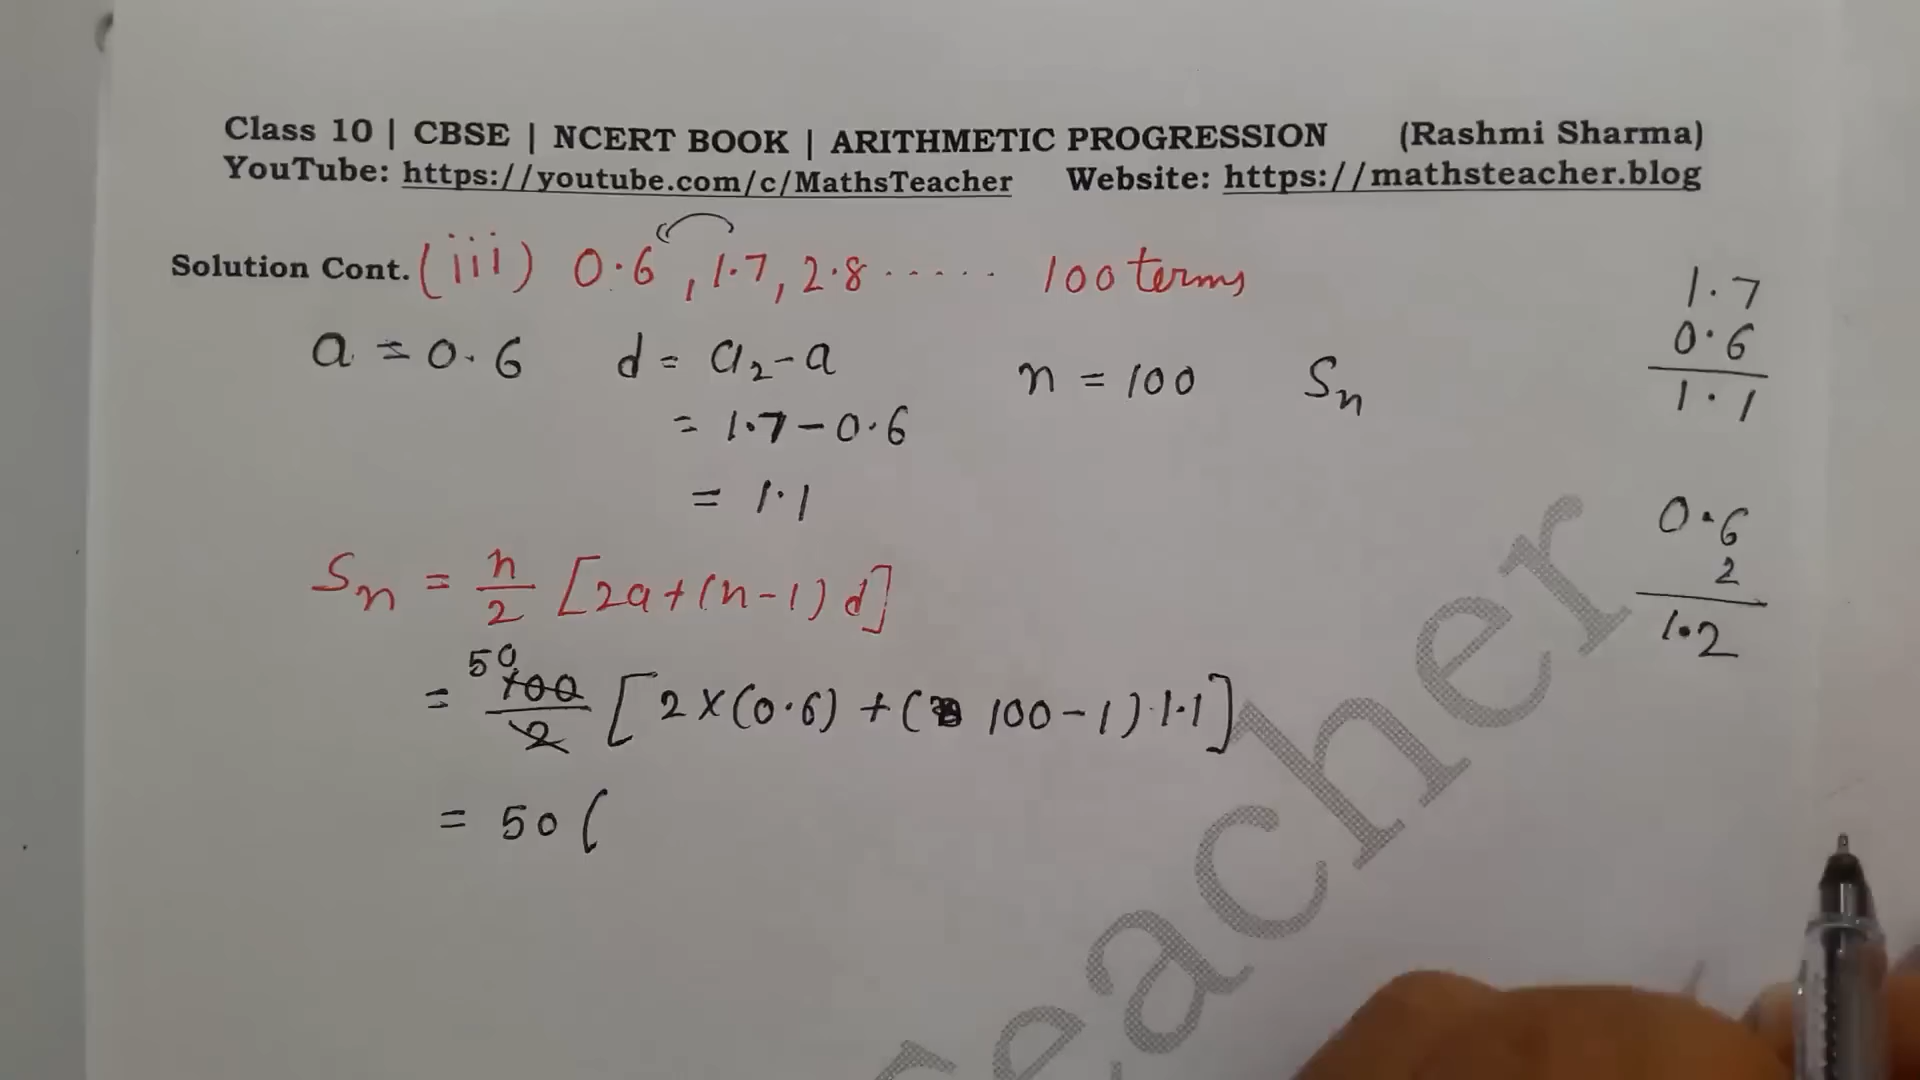 Class 10 | CBSE | NCERT BOOK | ARITHMETIC PROGRESSION (Rashmi Sharma)
YouTube: https://youtube.com/c/MathsTeacher Website: https://mathsteacher.blog
Solution Cont. (iii) 0.6, 1.7, 2.8 ...... 100 terms
a = 0.6 d = a₂-a n = 100 Sn
= 1.7-0.6
= 1.1
Sn = n/2 [2a+(n-1)d]
50
= 100/2 [2×(0.6)+(100-1)1.1]
= 50(
1.7
0.6
1.1
0.6
2
1.2
eacher